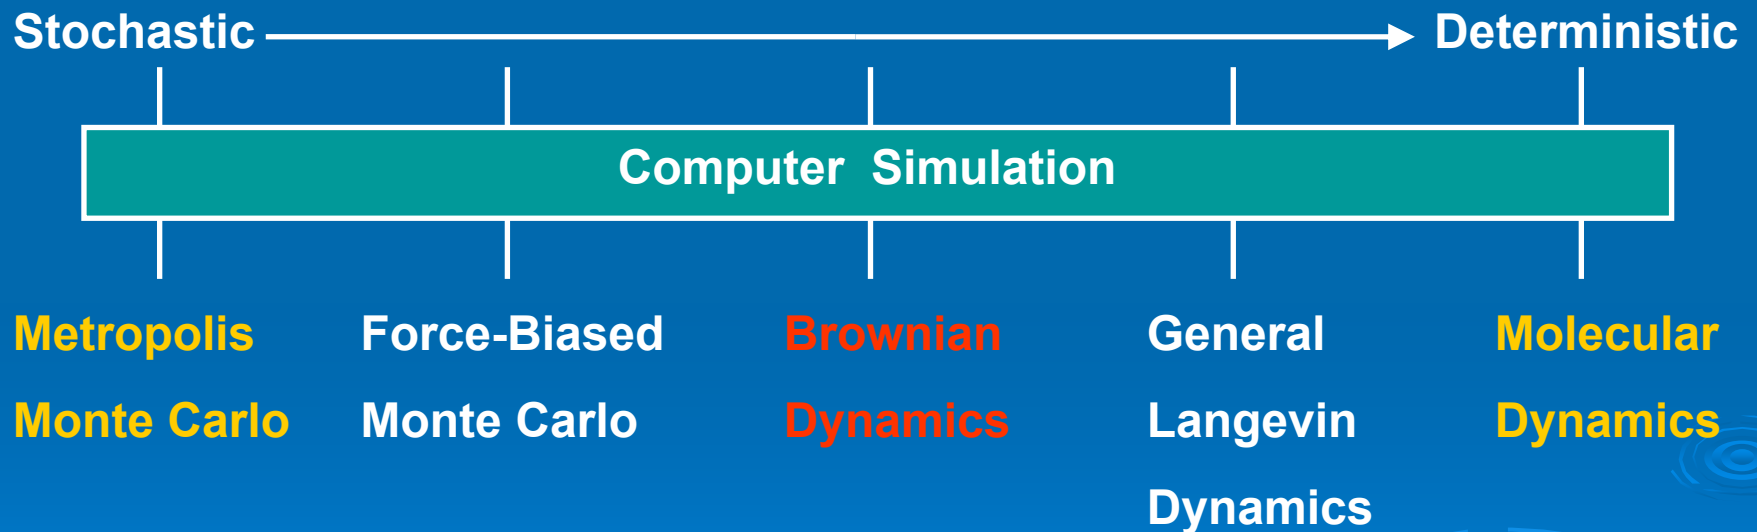 Stochastic Deterministic
Computer Simulation
Metropolis
Monte Carlo
Force-Biased
Monte Carlo
Brownian
Dynamics
General
Langevin
Dynamics
Molecular
Dynamics